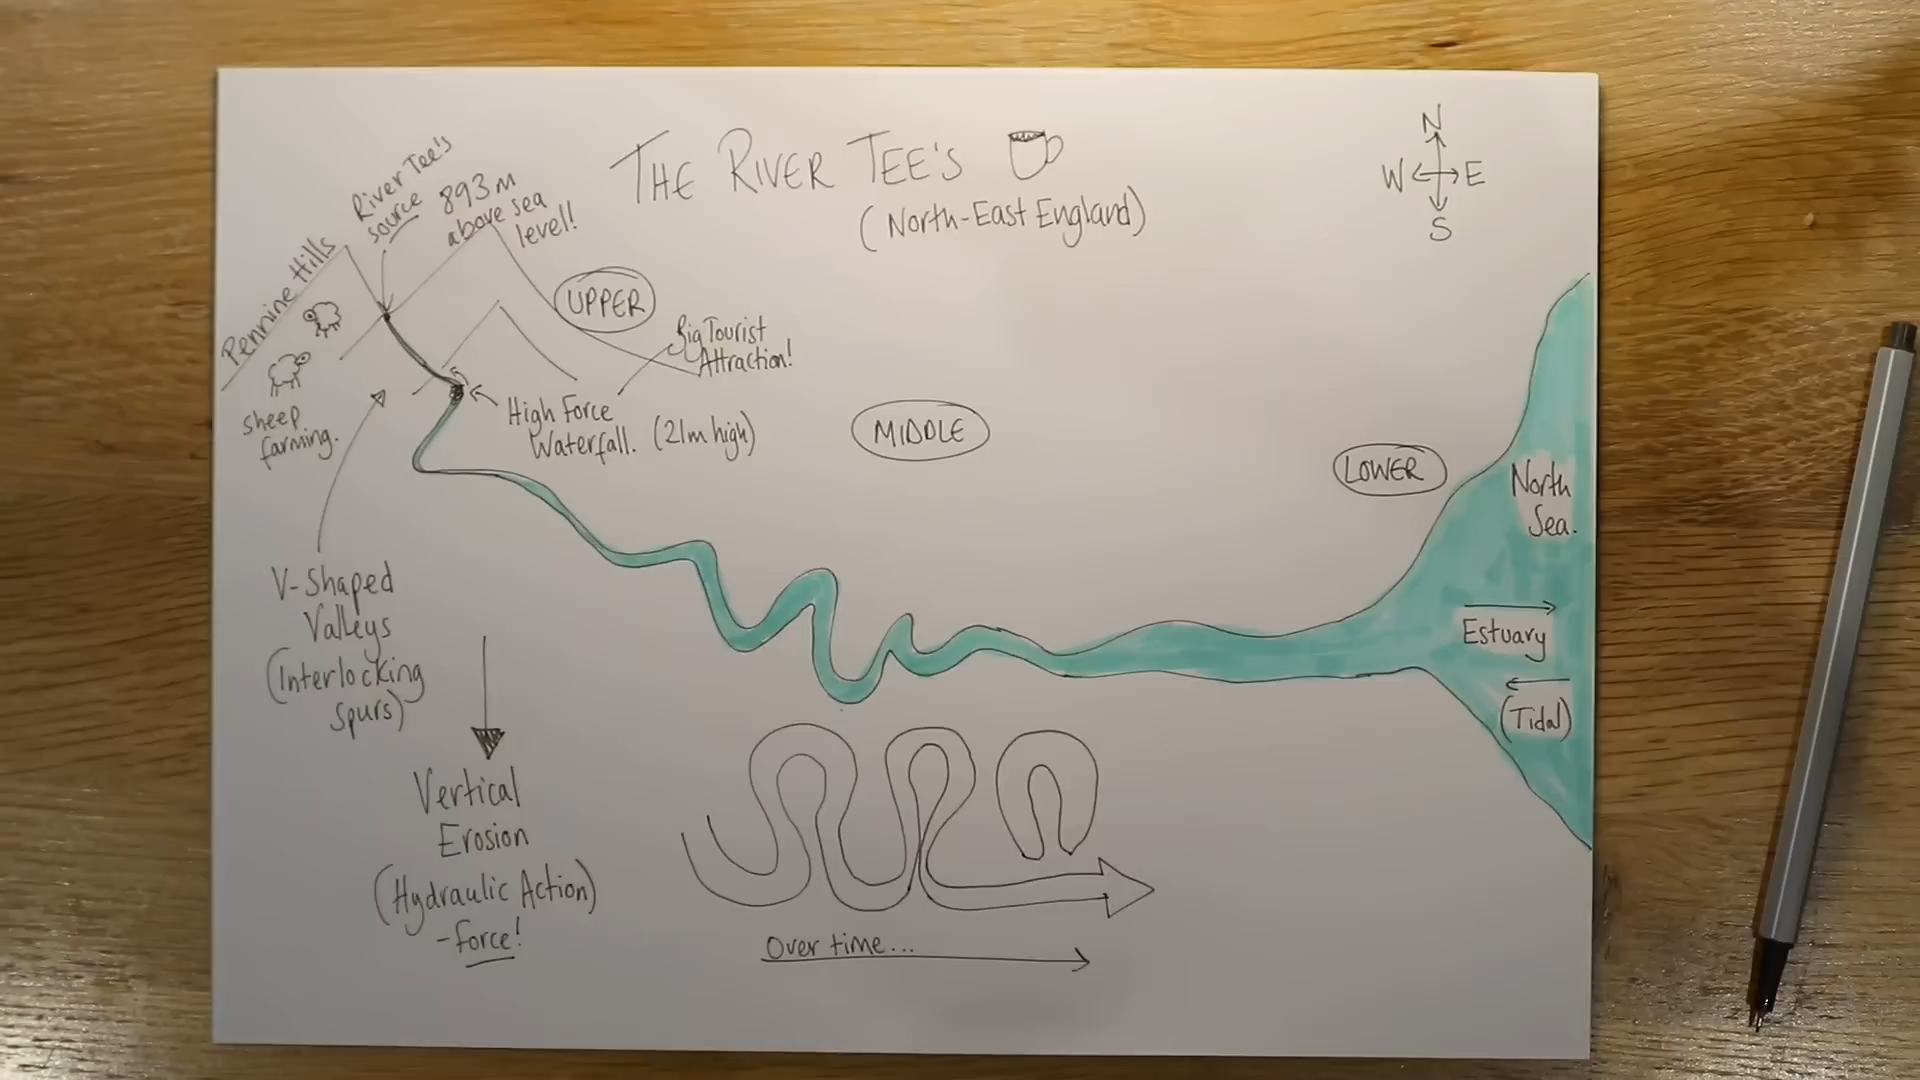 THE RIVER TEE'S
(North-East England)
N
W E
S
River Tee's
source
893m
above sea
level!
Pennine Hills
sheep
farming.
UPPER
Big Tourist
Attraction!
High Force
Waterfall. (21m high)
MIDDLE
LOWER
North
Sea.
Estuary
(Tidal)
V-Shaped
Valleys
(Interlocking
Spurs)
Vertical
Erosion
(Hydraulic Action)
-force!
Over time...